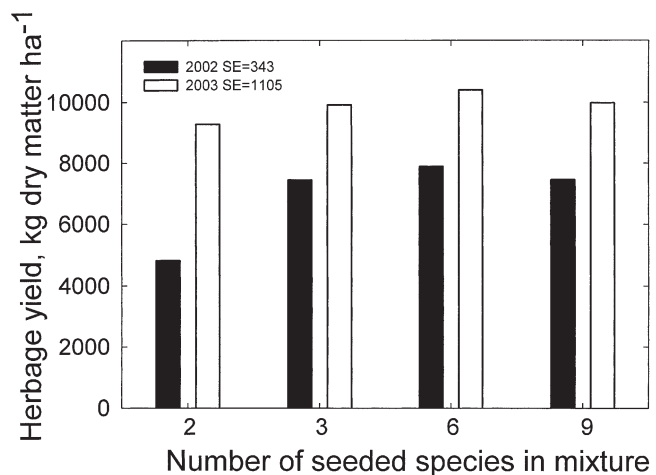 Herbage yield, kg dry matter ha⁻¹
2002 SE=343
2003 SE=1105
10000
8000
6000
4000
2000
0
2 3 6 9
Number of seeded species in mixture